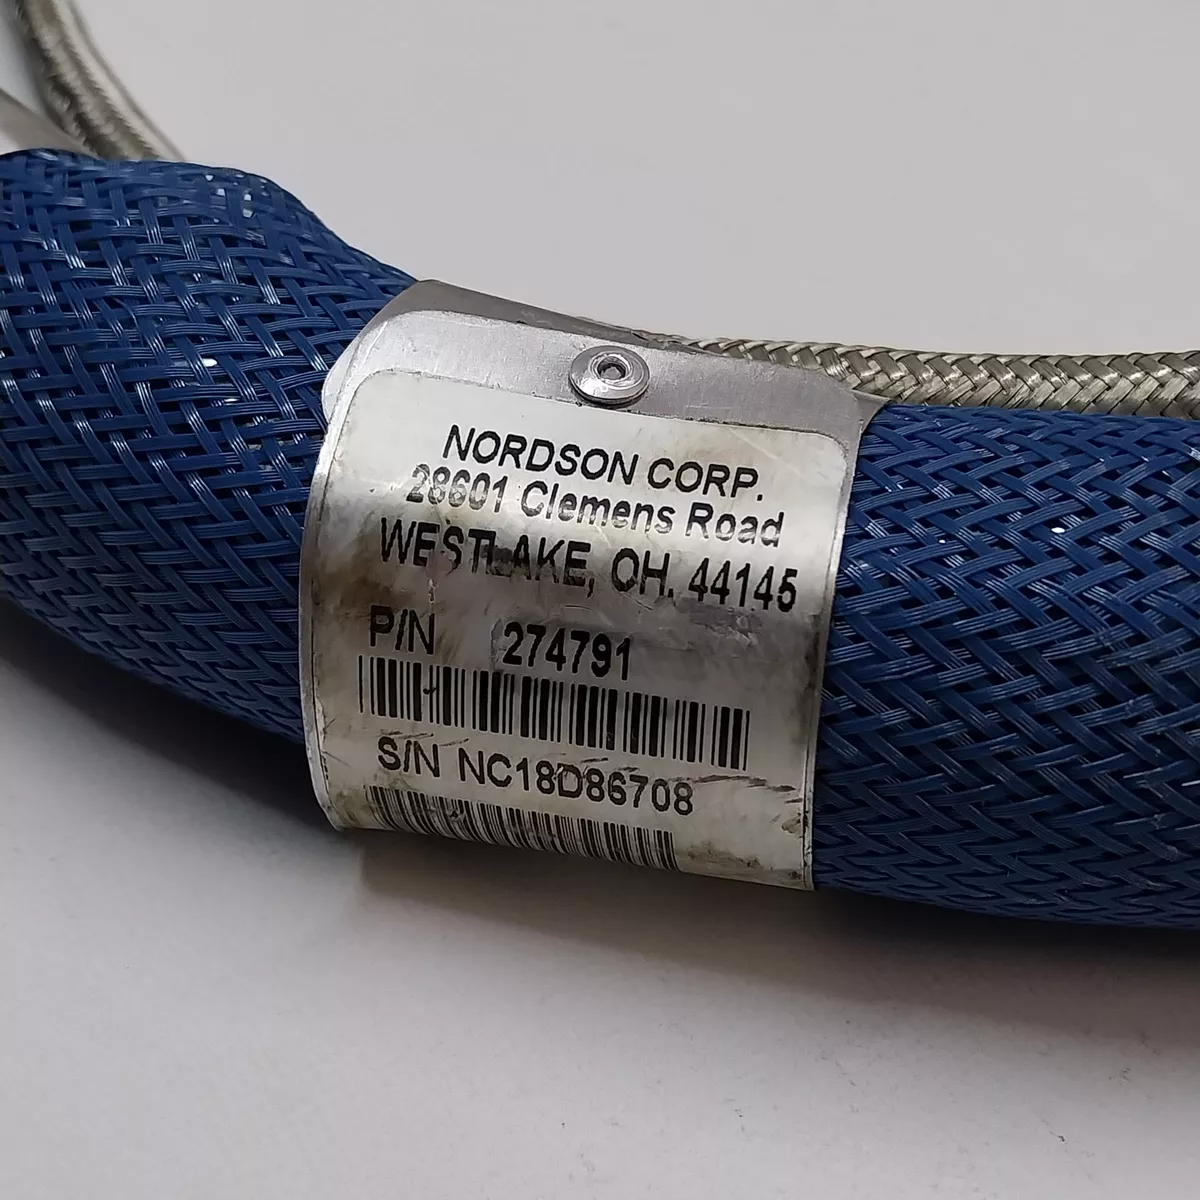 NORDSON CORP.
28601 Clemens Road
WESTLAKE, OH. 44145
P/N 274791
S/N NC18D86708